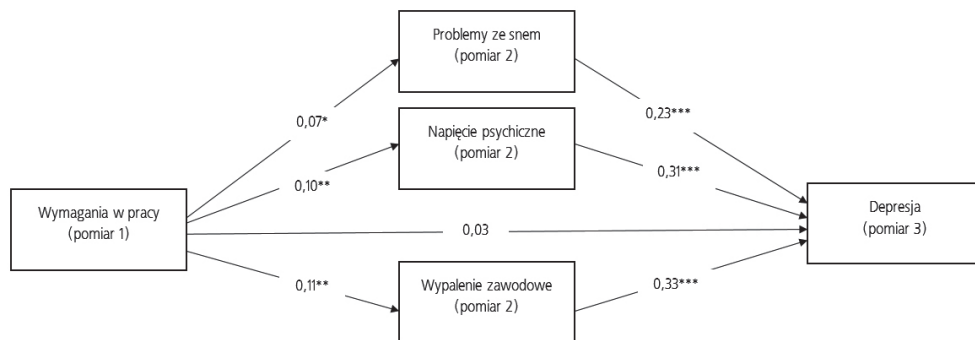 Problemy ze snem
(pomiar 2)
0,07*
0,23***
Napięcie psychiczne
(pomiar 2)
0,10**
0,31***
Wymagania w pracy
(pomiar 1)
0,03
Depresja
(pomiar 3)
0,11**
Wypalenie zawodowe
(pomiar 2)
0,33***